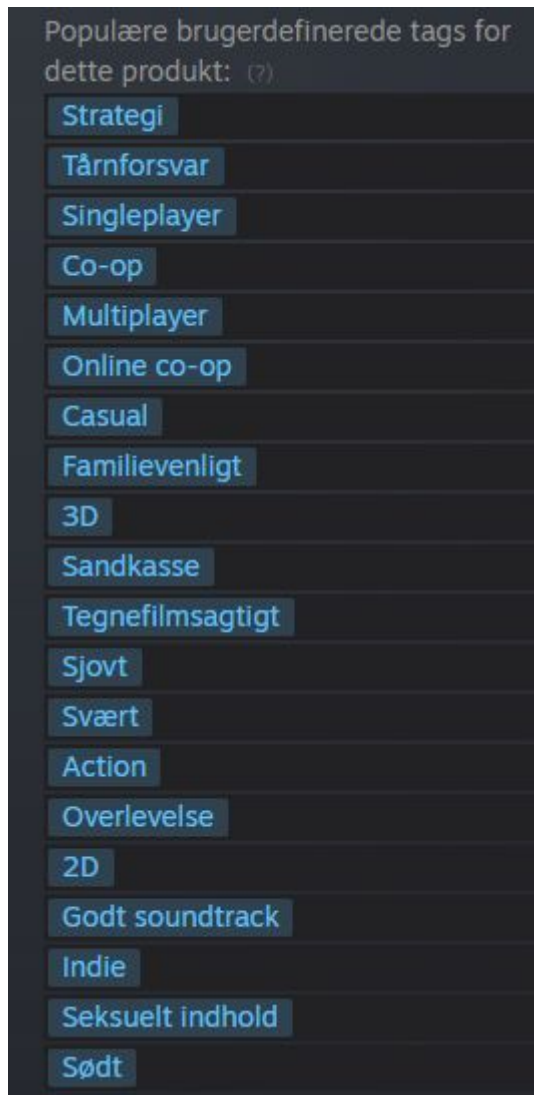 Populære brugerdefinerede tags for
dette produkt: (?)
Strategi
Tårnforsvar
Singleplayer
Co-op
Multiplayer
Online co-op
Casual
Familievenligt
3D
Sandkasse
Tegnefilmsagtigt
Sjovt
Svært
Action
Overlevelse
2D
Godt soundtrack
Indie
Seksuelt indhold
Sødt